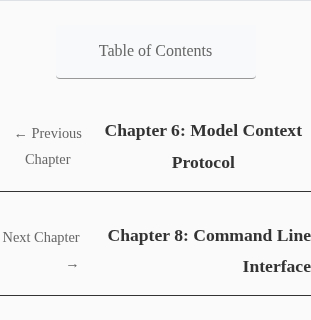 Table of Contents
← Previous Chapter
Chapter 6: Model Context
Protocol
Next Chapter →
Chapter 8: Command Line
Interface